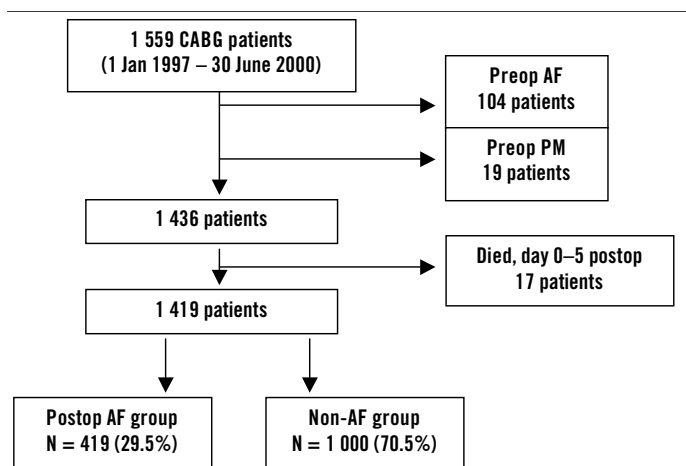 1 559 CABG patients
(1 Jan 1997 – 30 June 2000)
Preop AF
104 patients
Preop PM
19 patients
1 436 patients
Died, day 0–5 postop
17 patients
1 419 patients
Postop AF group
N = 419 (29.5%)
Non-AF group
N = 1 000 (70.5%)